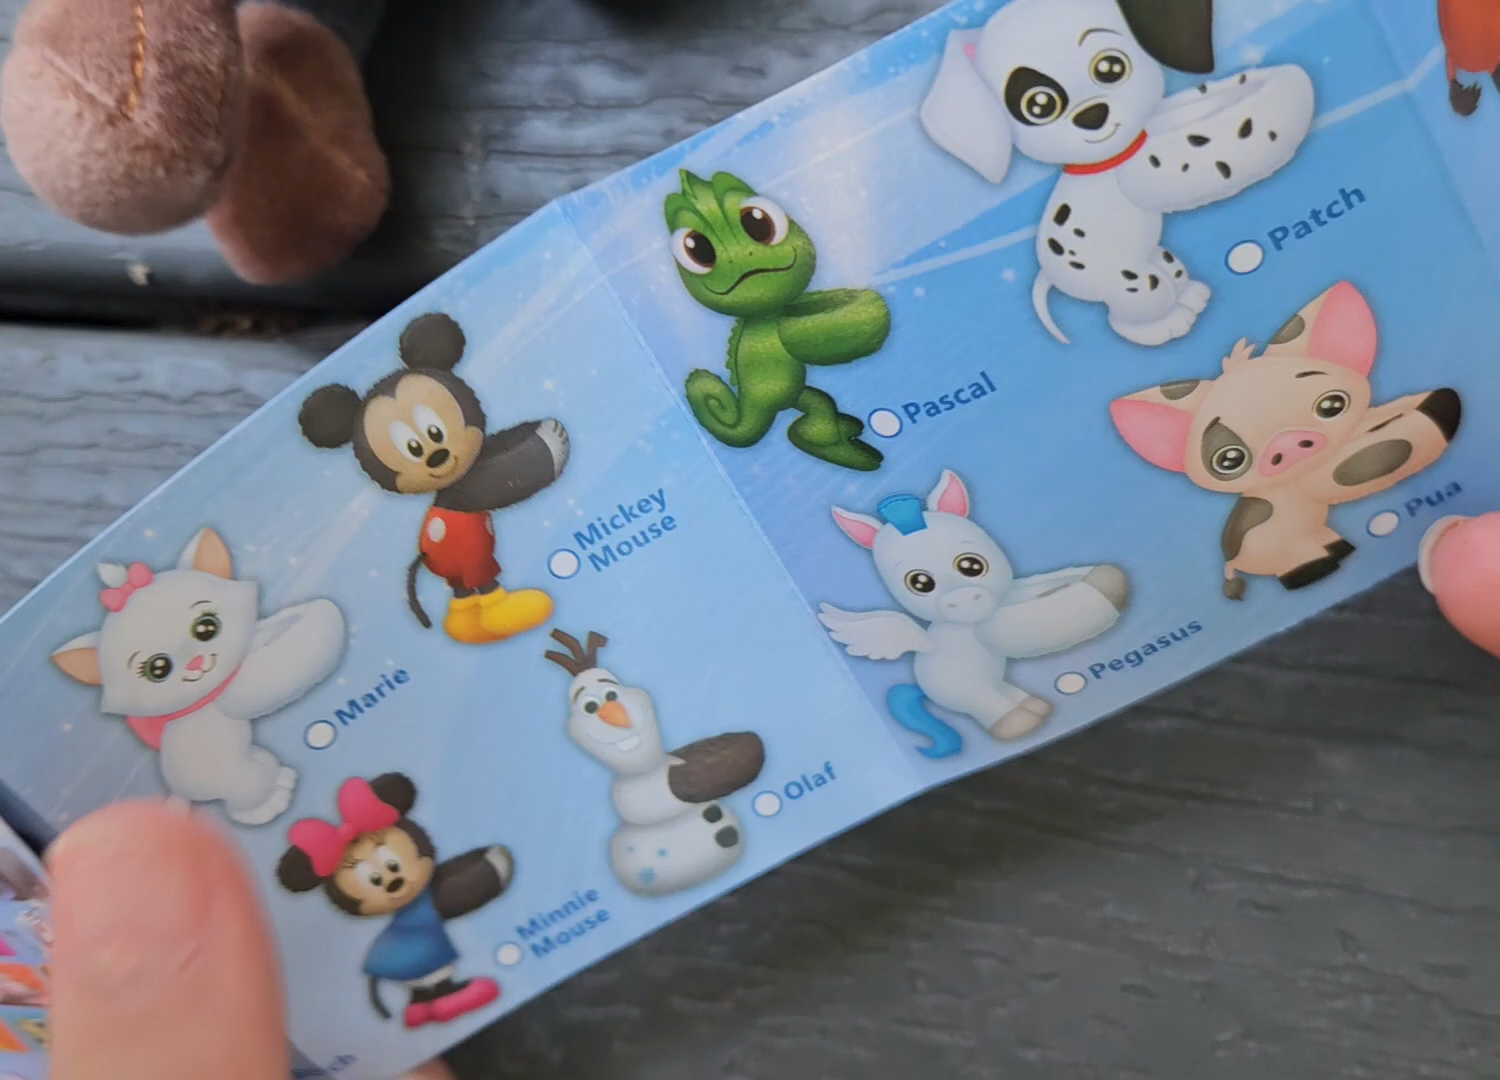 Marie
Mickey
Mouse
Minnie
Mouse
Olaf
Pascal
Patch
Pegasus
Pua